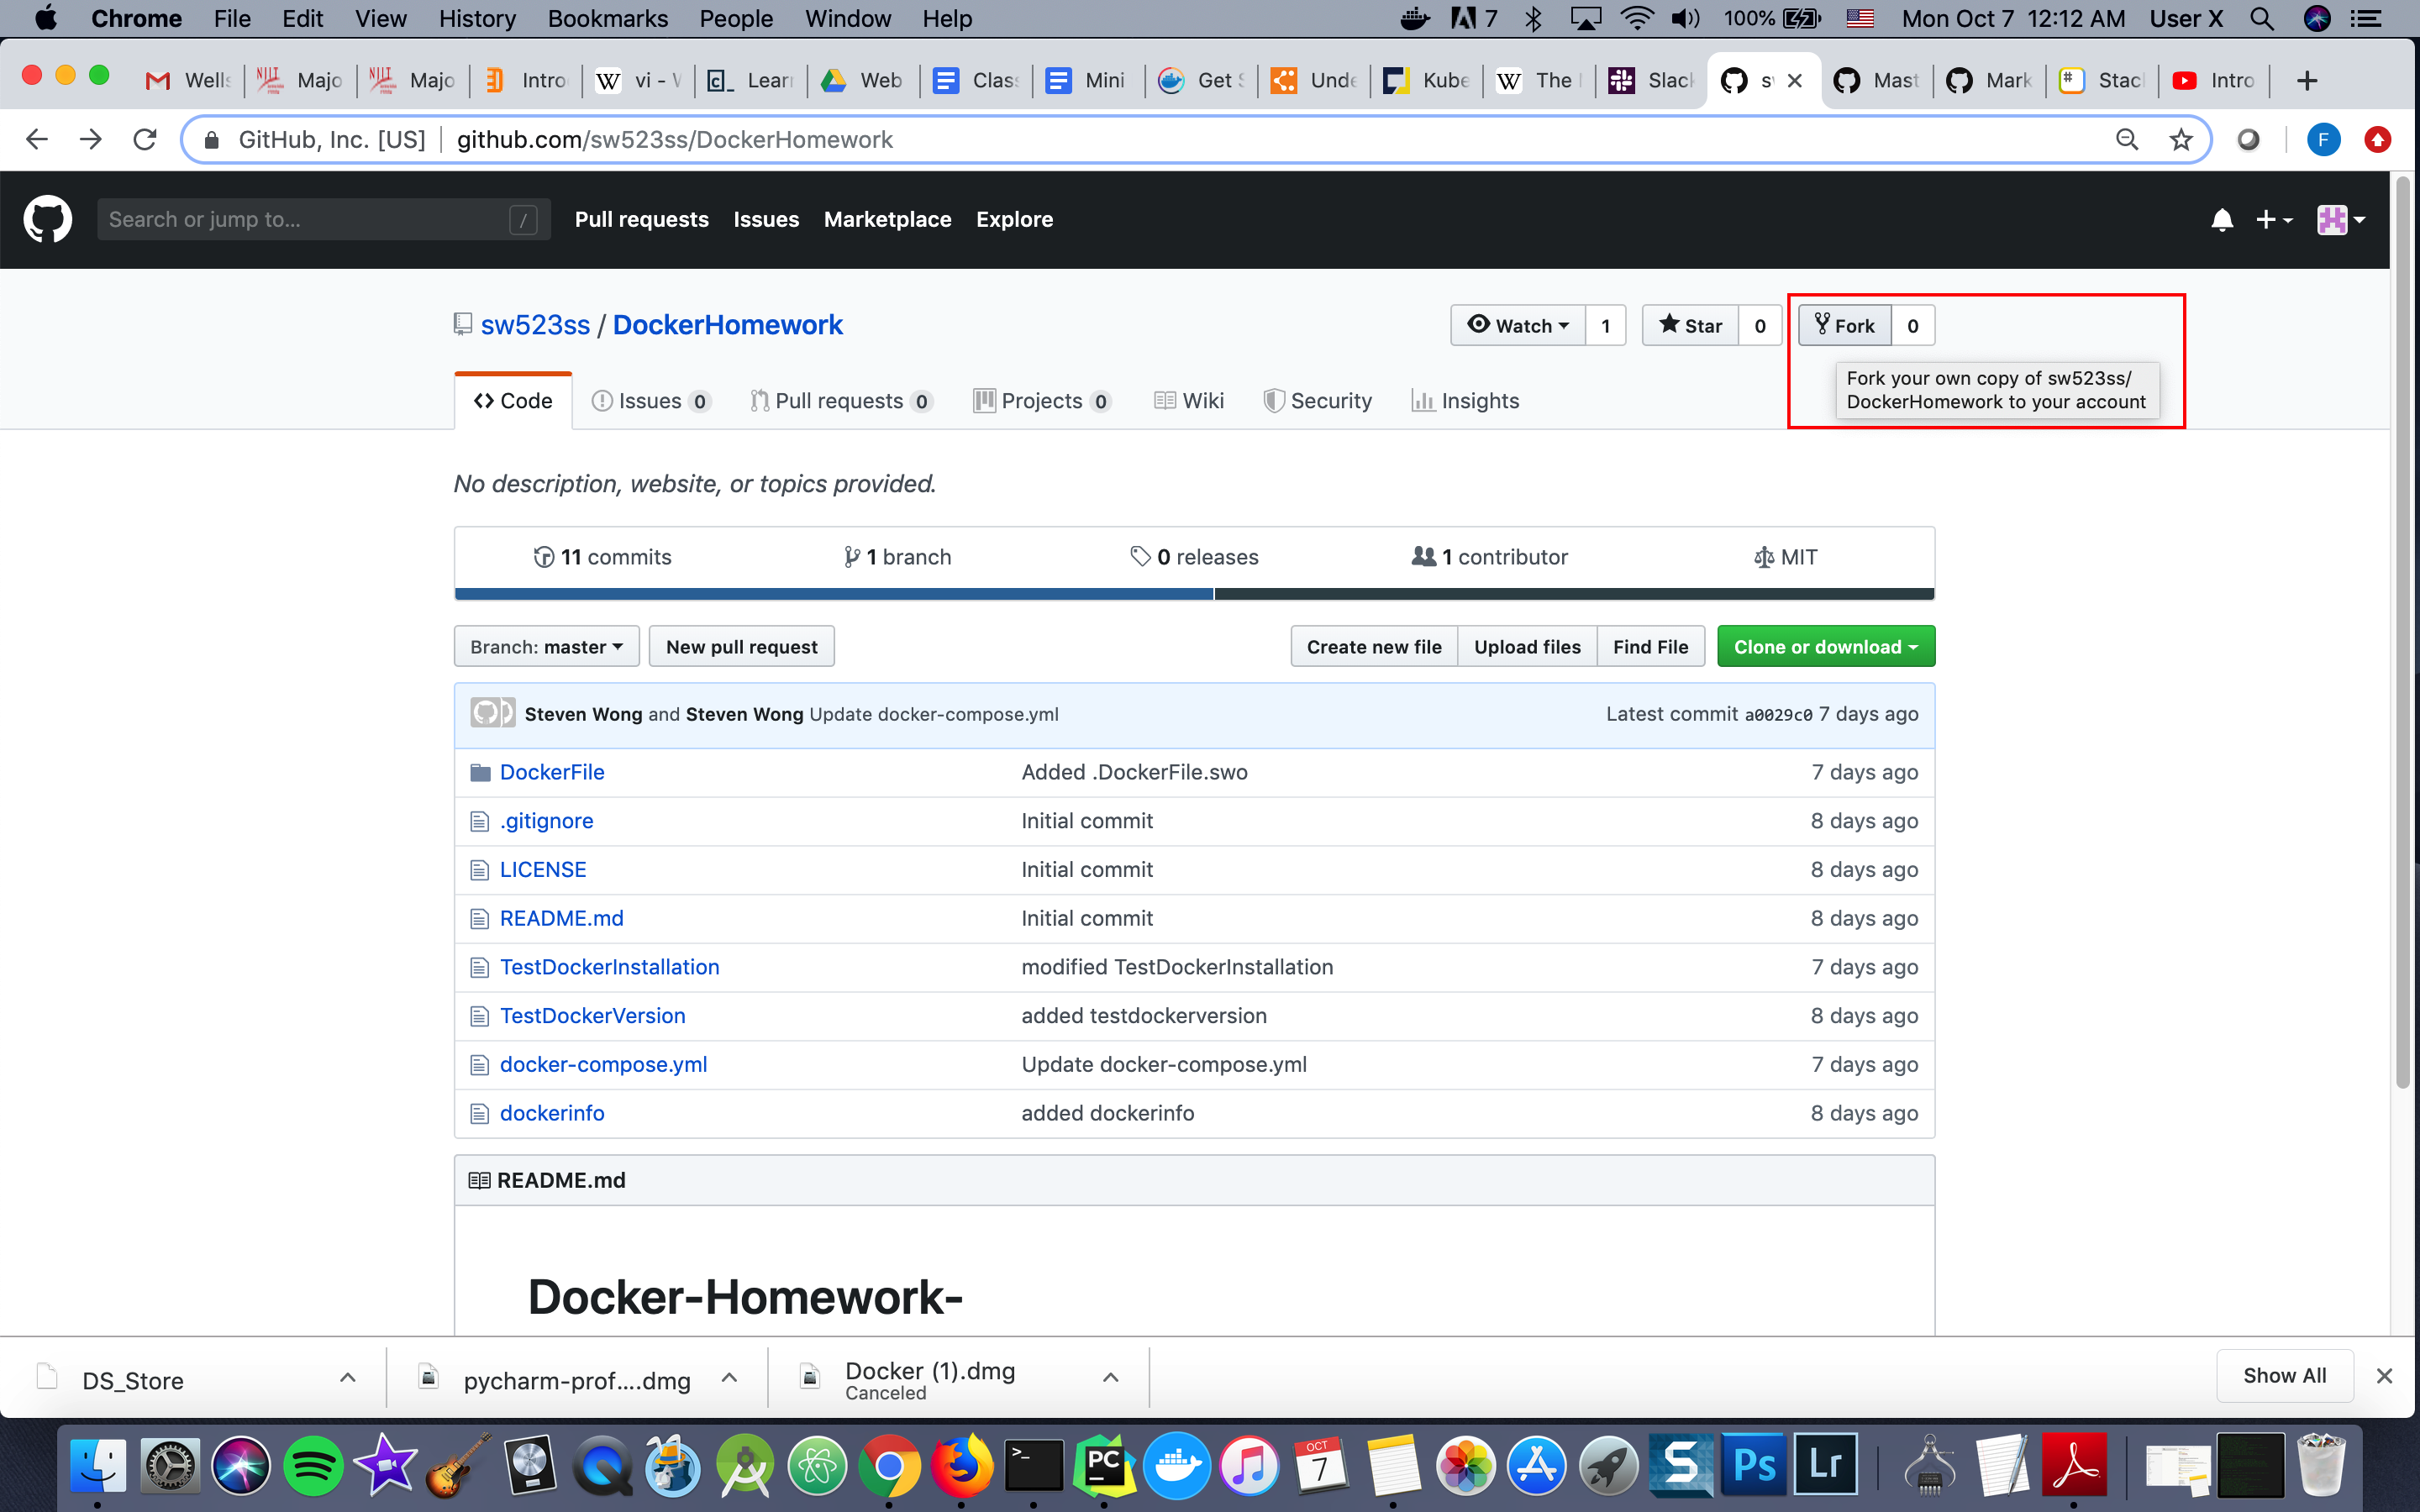 Chrome File Edit View History Bookmarks People Window Help 7 100% Mon Oct 7 12:12 AM User X
Wells Majo Majo Intro vi - W Learn Web Class Mini Get S Unde Kube The Slack sv Mast Mark Stac Intro
GitHub, Inc. [US] github.com/sw523ss/DockerHomework F
Search or jump to... / Pull requests Issues Marketplace Explore
sw523ss / DockerHomework Watch 1 Star 0 Fork 0
Fork your own copy of sw523ss/
DockerHomework to your account
Code Issues 0 Pull requests 0 Projects 0 Wiki Security Insights
No description, website, or topics provided.
11 commits 1 branch 0 releases 1 contributor MIT
Branch: master New pull request Create new file Upload files Find File Clone or download
Steven Wong and Steven Wong Update docker-compose.yml Latest commit a0029c0 7 days ago
DockerFile Added .DockerFile.swo 7 days ago
.gitignore Initial commit 8 days ago
LICENSE Initial commit 8 days ago
README.md Initial commit 8 days ago
TestDockerInstallation modified TestDockerInstallation 7 days ago
TestDockerVersion added testdockerversion 8 days ago
docker-compose.yml Update docker-compose.yml 7 days ago
dockerinfo added dockerinfo 8 days ago
README.md
Docker-Homework-
DS_Store pycharm-prof....dmg Docker (1).dmg Show All
Canceled
>_ PC OCT 7 S Ps Lr